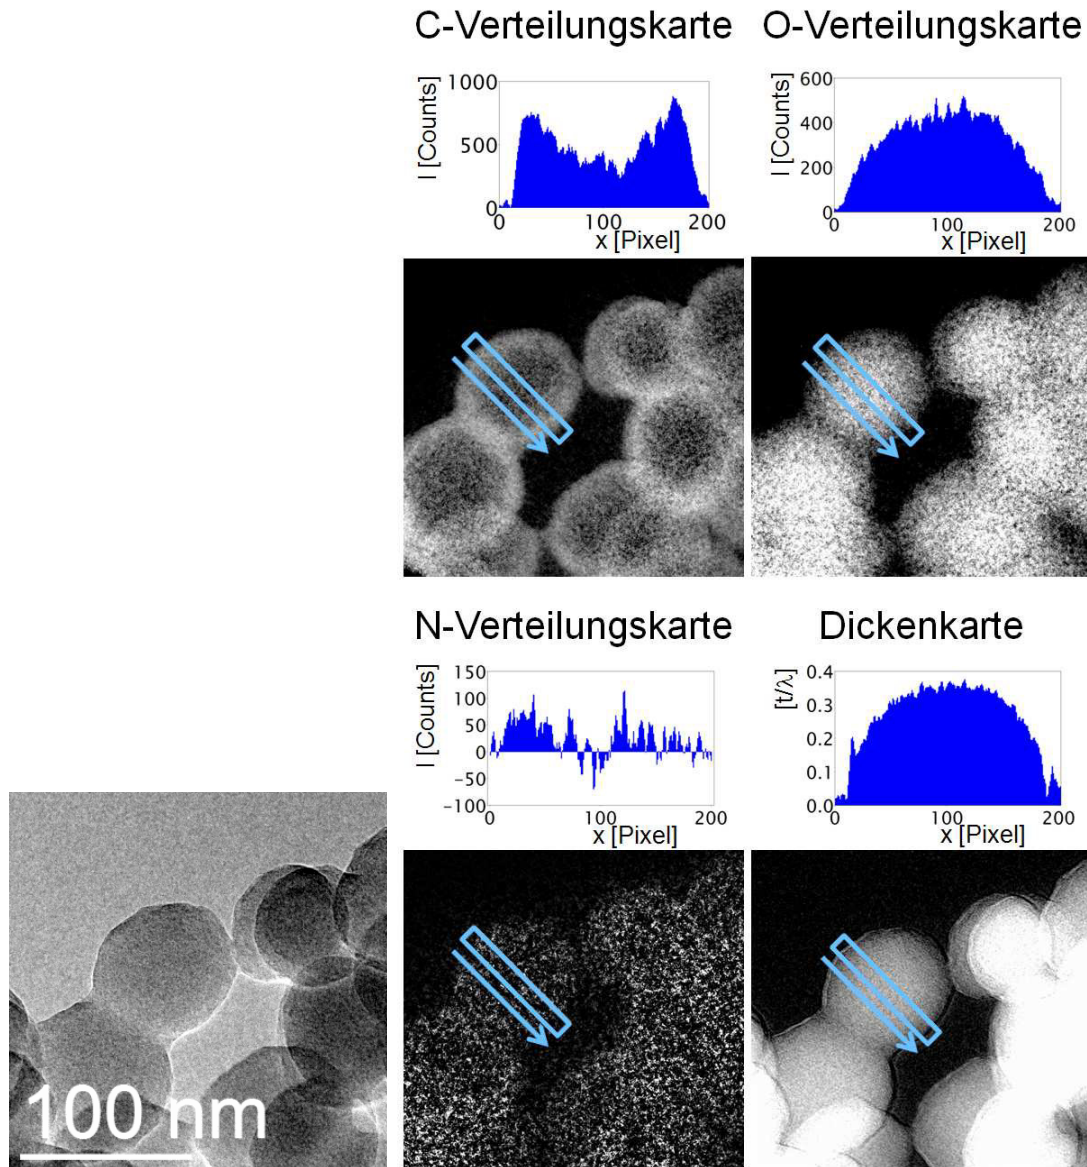 C-Verteilungskarte
O-Verteilungskarte
I [Counts]
1000
500
0
0
100
200
x [Pixel]
I [Counts]
600
400
200
0
0
100
200
x [Pixel]
N-Verteilungskarte
Dickenkarte
I [Counts]
150
100
50
0
-50
-100
0
100
200
x [Pixel]
[t/λ]
0.4
0.3
0.2
0.1
0.0
0
100
200
x [Pixel]
100 nm